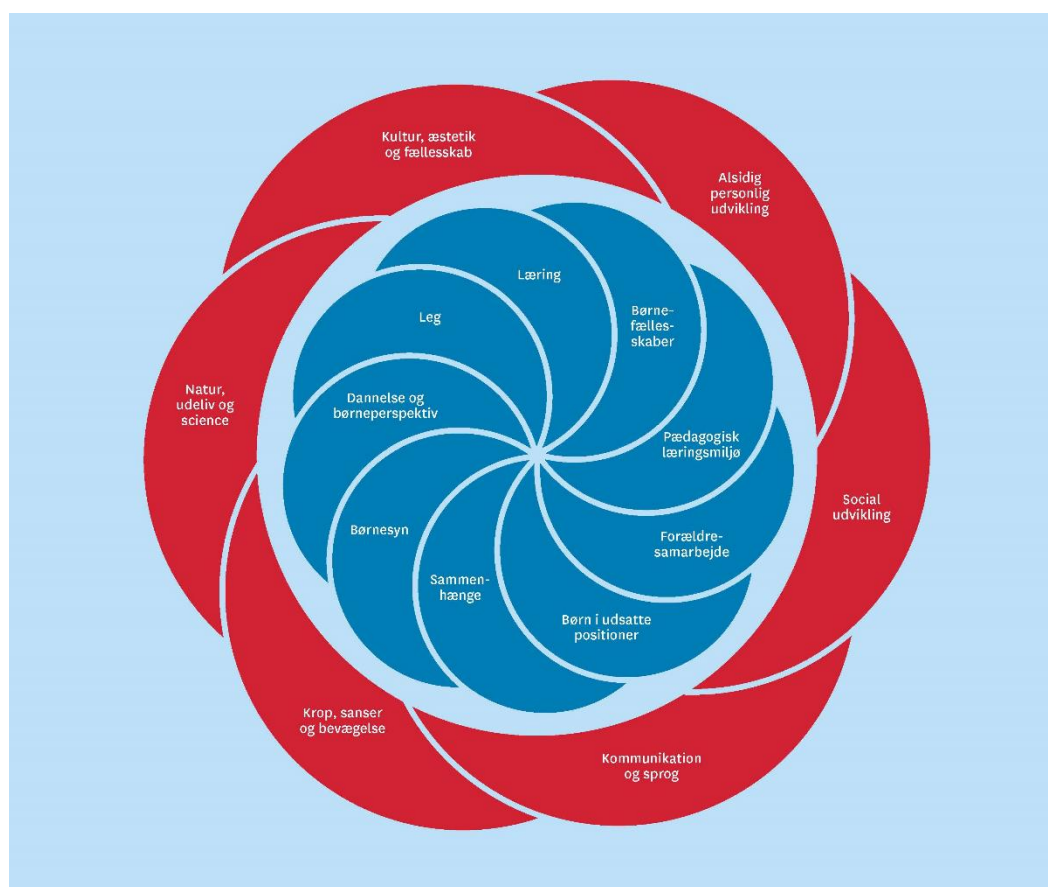 Kultur, æstetik
og fællesskab
Alsidig
personlig
udvikling
Social
udvikling
Kommunikation
og sprog
Krop, sanser
og bevægelse
Natur,
udeliv og
science
Læring
Børne-
fælles-
skaber
Pædagogisk
læringsmiljø
Forældre-
samarbejde
Børn i udsatte
positioner
Sammen-
hænge
Børnesyn
Dannelse og
børneperspektiv
Leg